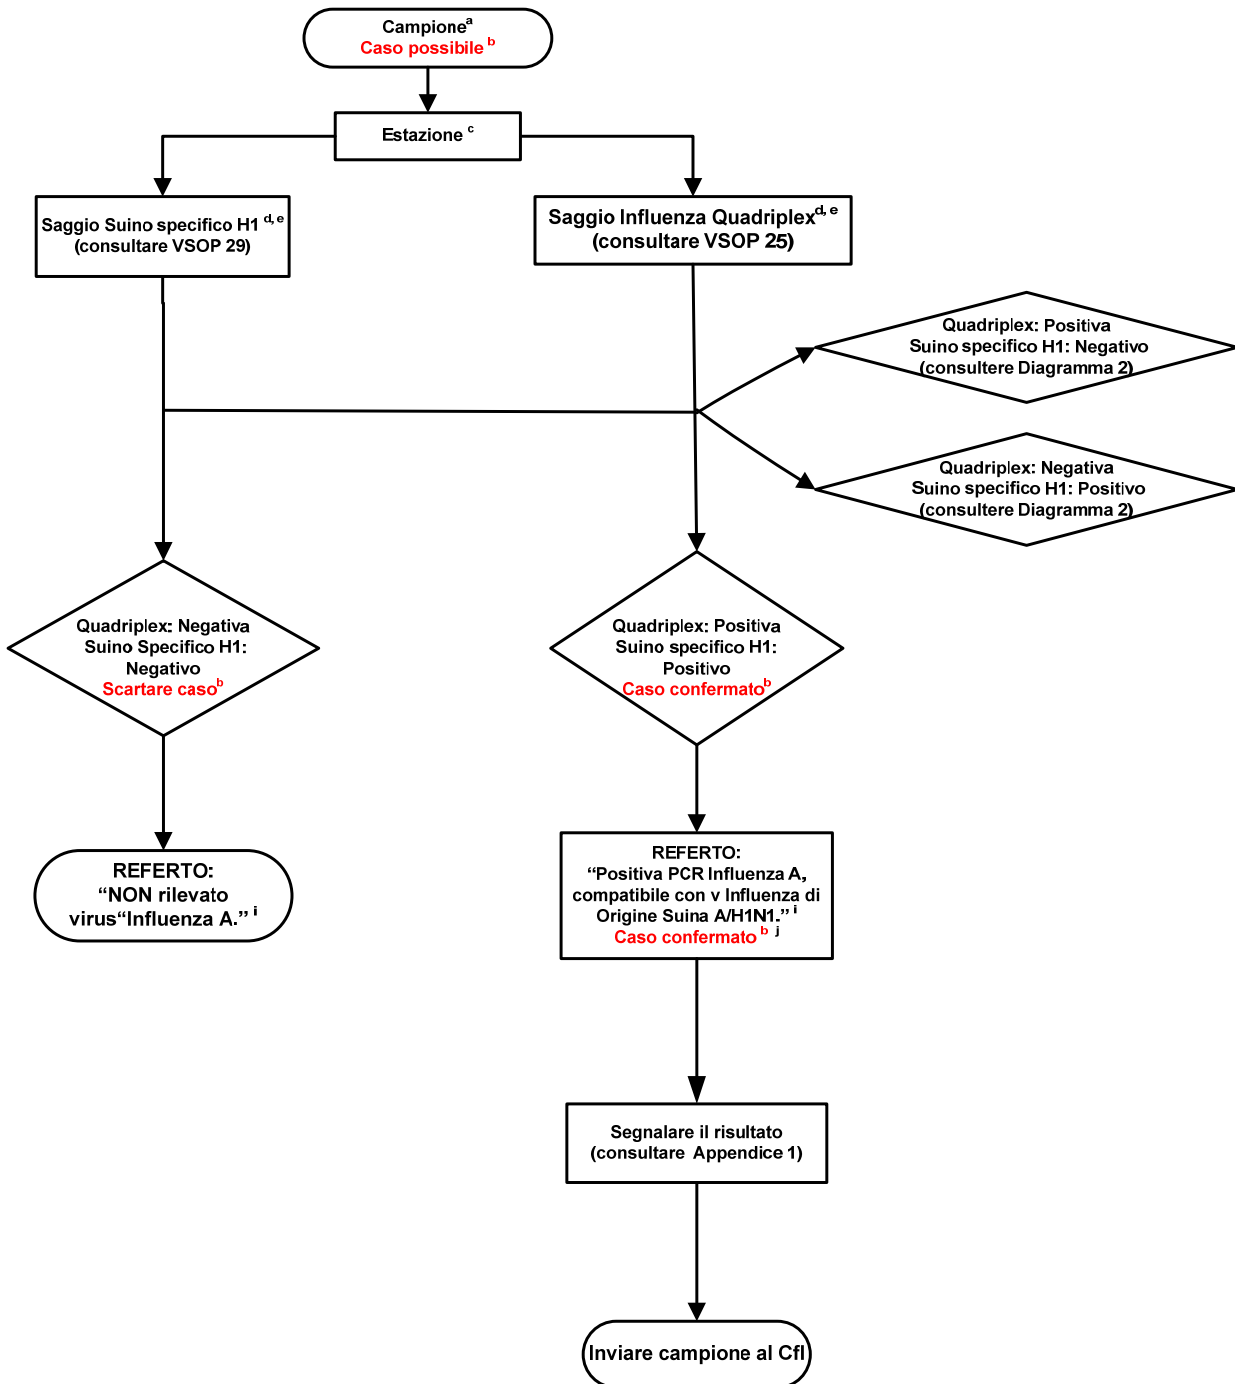 Campione a
Caso possibile b
Estazione c
Saggio Suino specifico H1 d, e
(consultare VSOP 29)
Saggio Influenza Quadriplex d, e
(consultare VSOP 25)
Quadriplex: Positiva
Suino specifico H1: Negativo
(consultere Diagramma 2)
Quadriplex: Negativa
Suino specifico H1: Positivo
(consultere Diagramma 2)
Quadriplex: Negativa
Suino Specifico H1:
Negativo
Scartare caso b
Quadriplex: Positiva
Suino specifico H1:
Positivo
Caso confermato b
REFERTO:
“NON rilevato
virus“Influenza A.” i
REFERTO:
“Positiva PCR Influenza A,
compatibile con v Influenza di
Origine Suina A/H1N1.” i
Caso confermato b j
Segnalare il risultato
(consultare Appendice 1)
Inviare campione al CfI